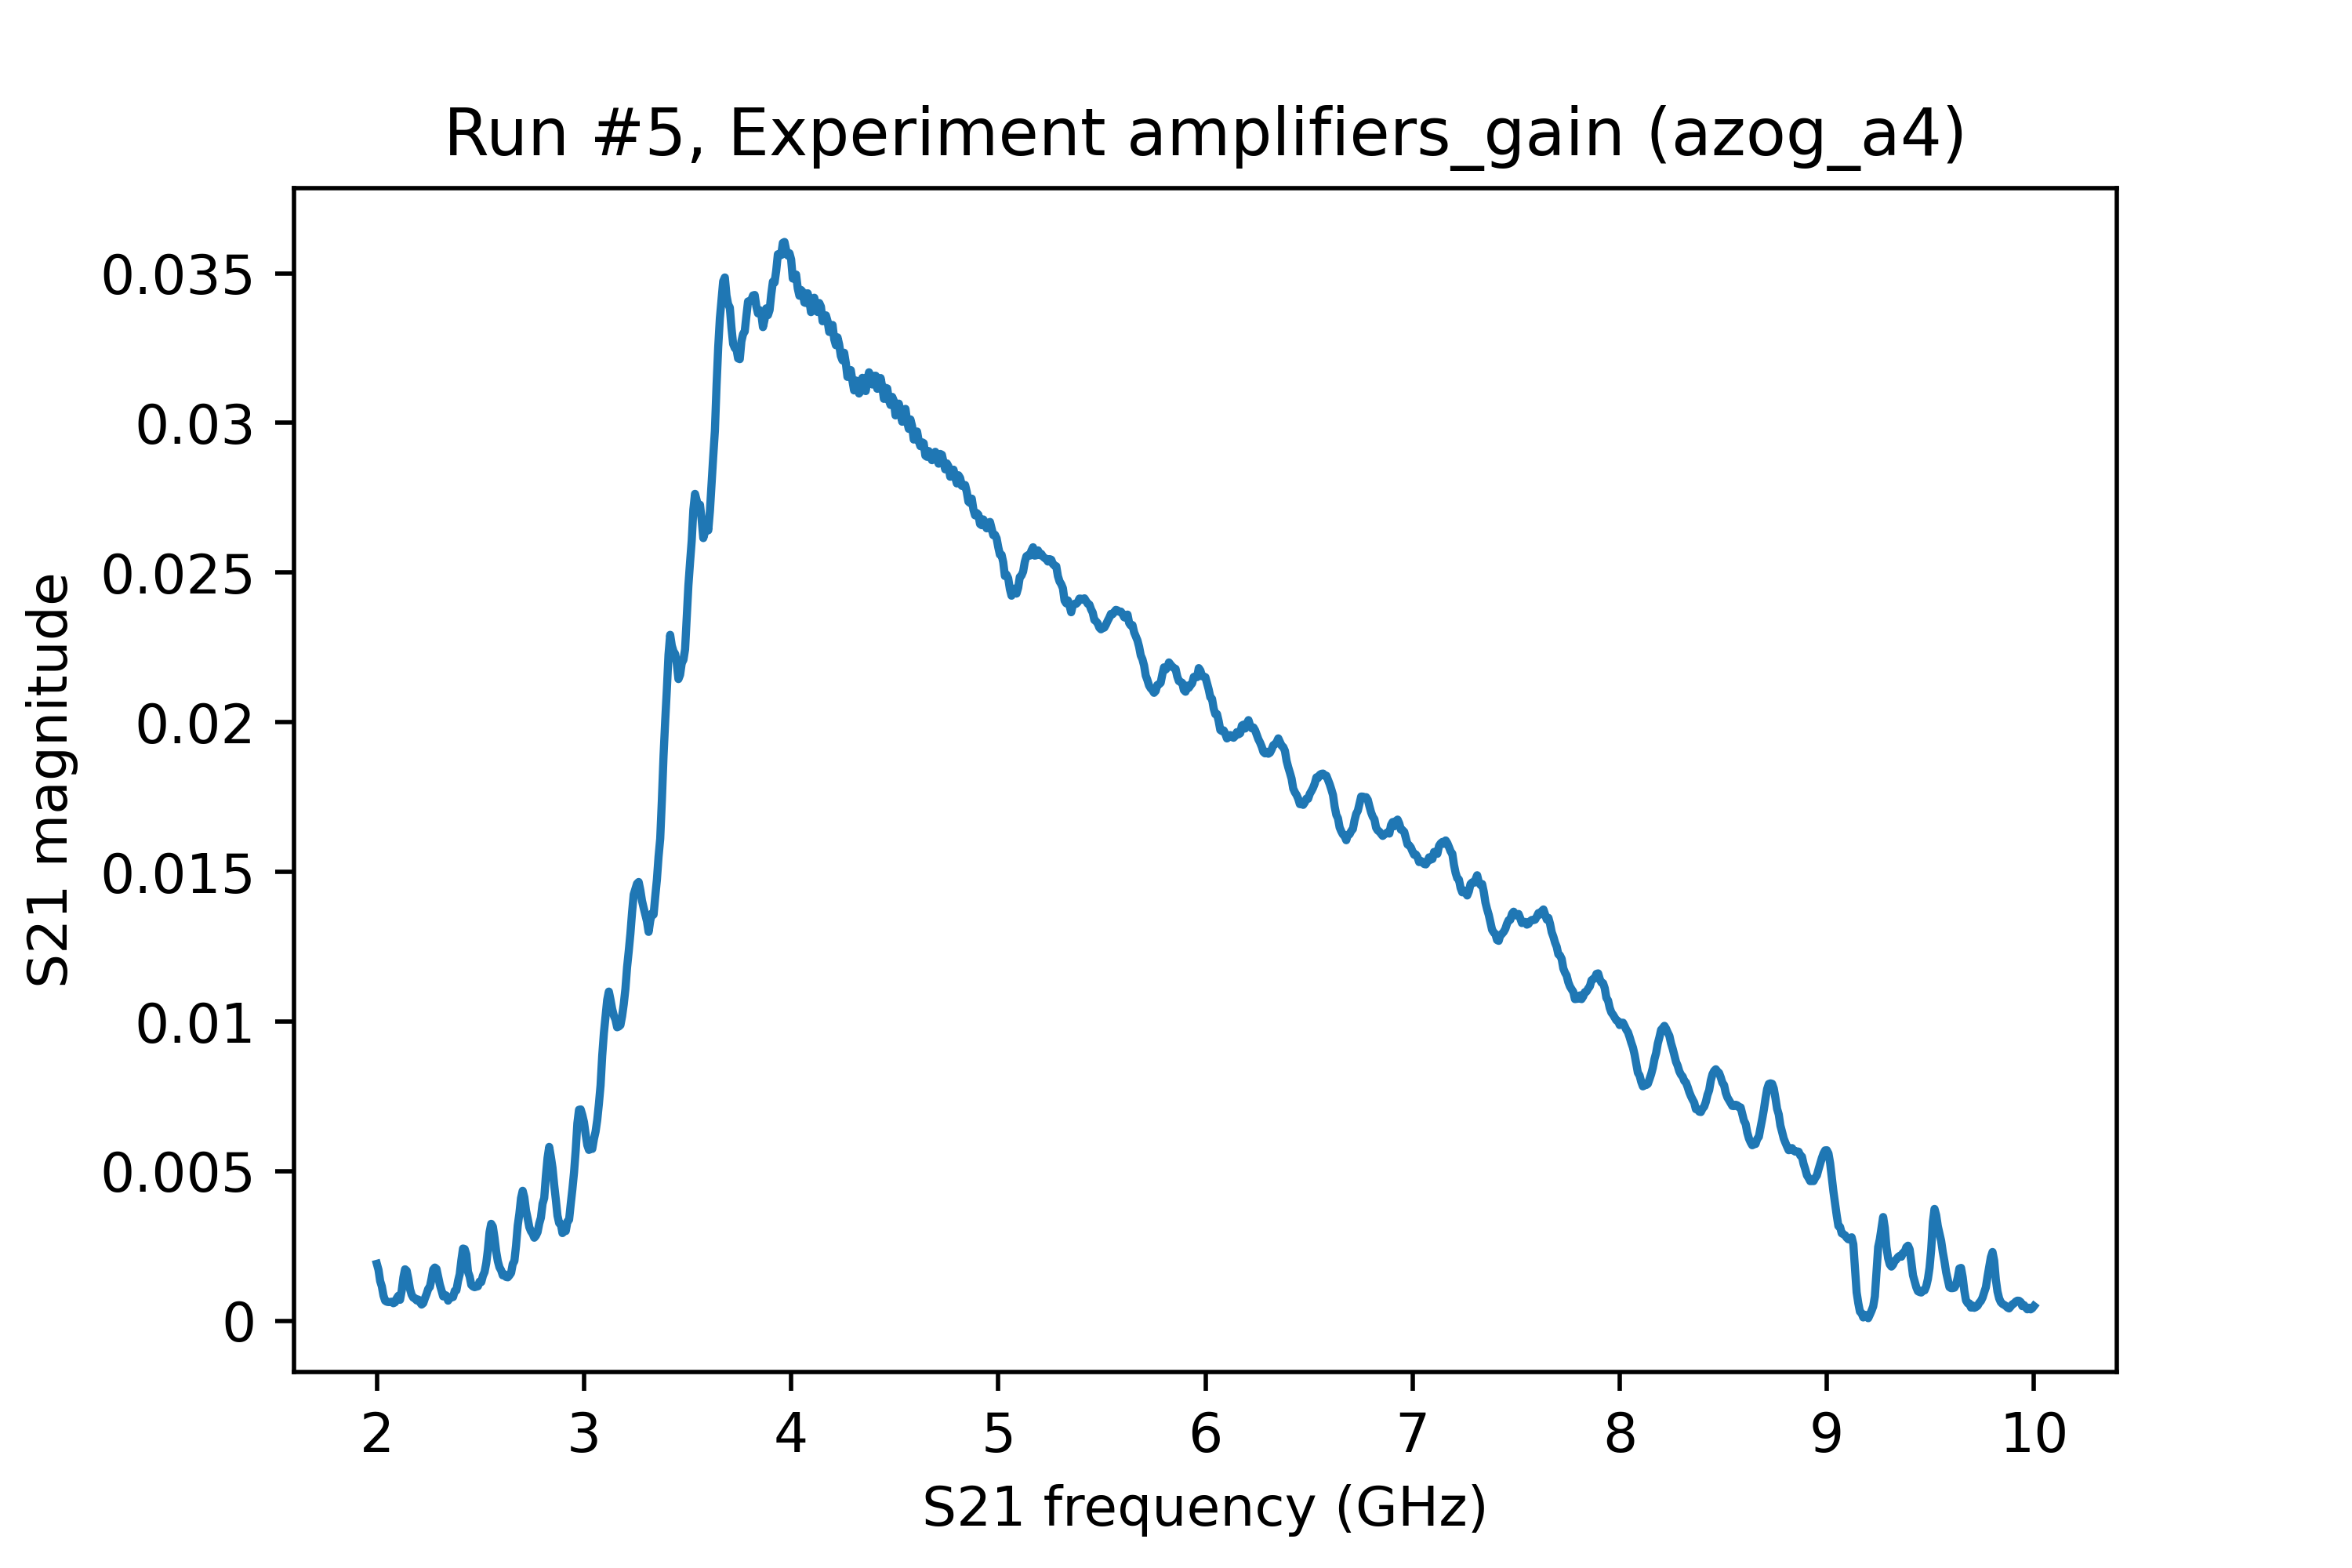 Run #5, Experiment amplifiers_gain (azog_a4)
S21 magnitude
0.035
0.03
0.025
0.02
0.015
0.01
0.005
0
2 3 4 5 6 7 8 9 10
S21 frequency (GHz)